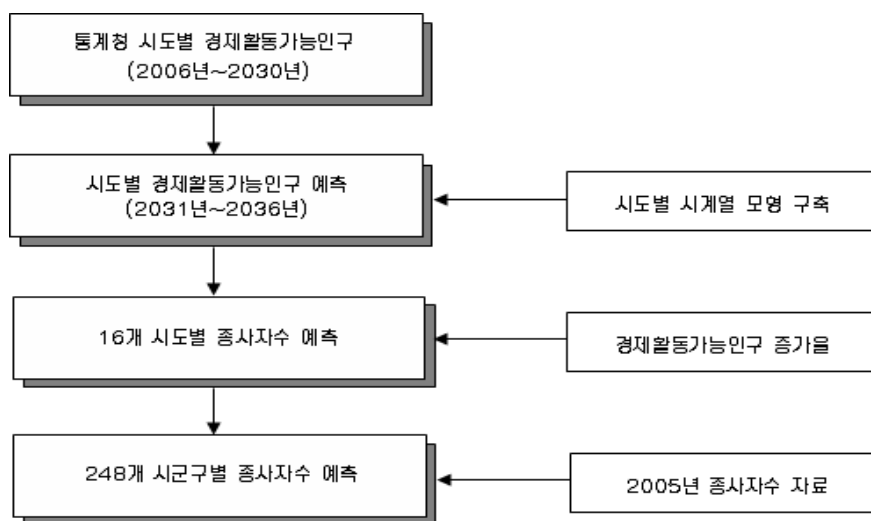 통계청 시도별 경제활동가능인구
(2006년~2030년)
시도별 경제활동가능인구 예측
(2031년~2036년)
시도별 시계열 모형 구축
16개 시도별 종사자수 예측
경제활동가능인구 증가율
248개 시군구별 종사자수 예측
2005년 종사자수 자료